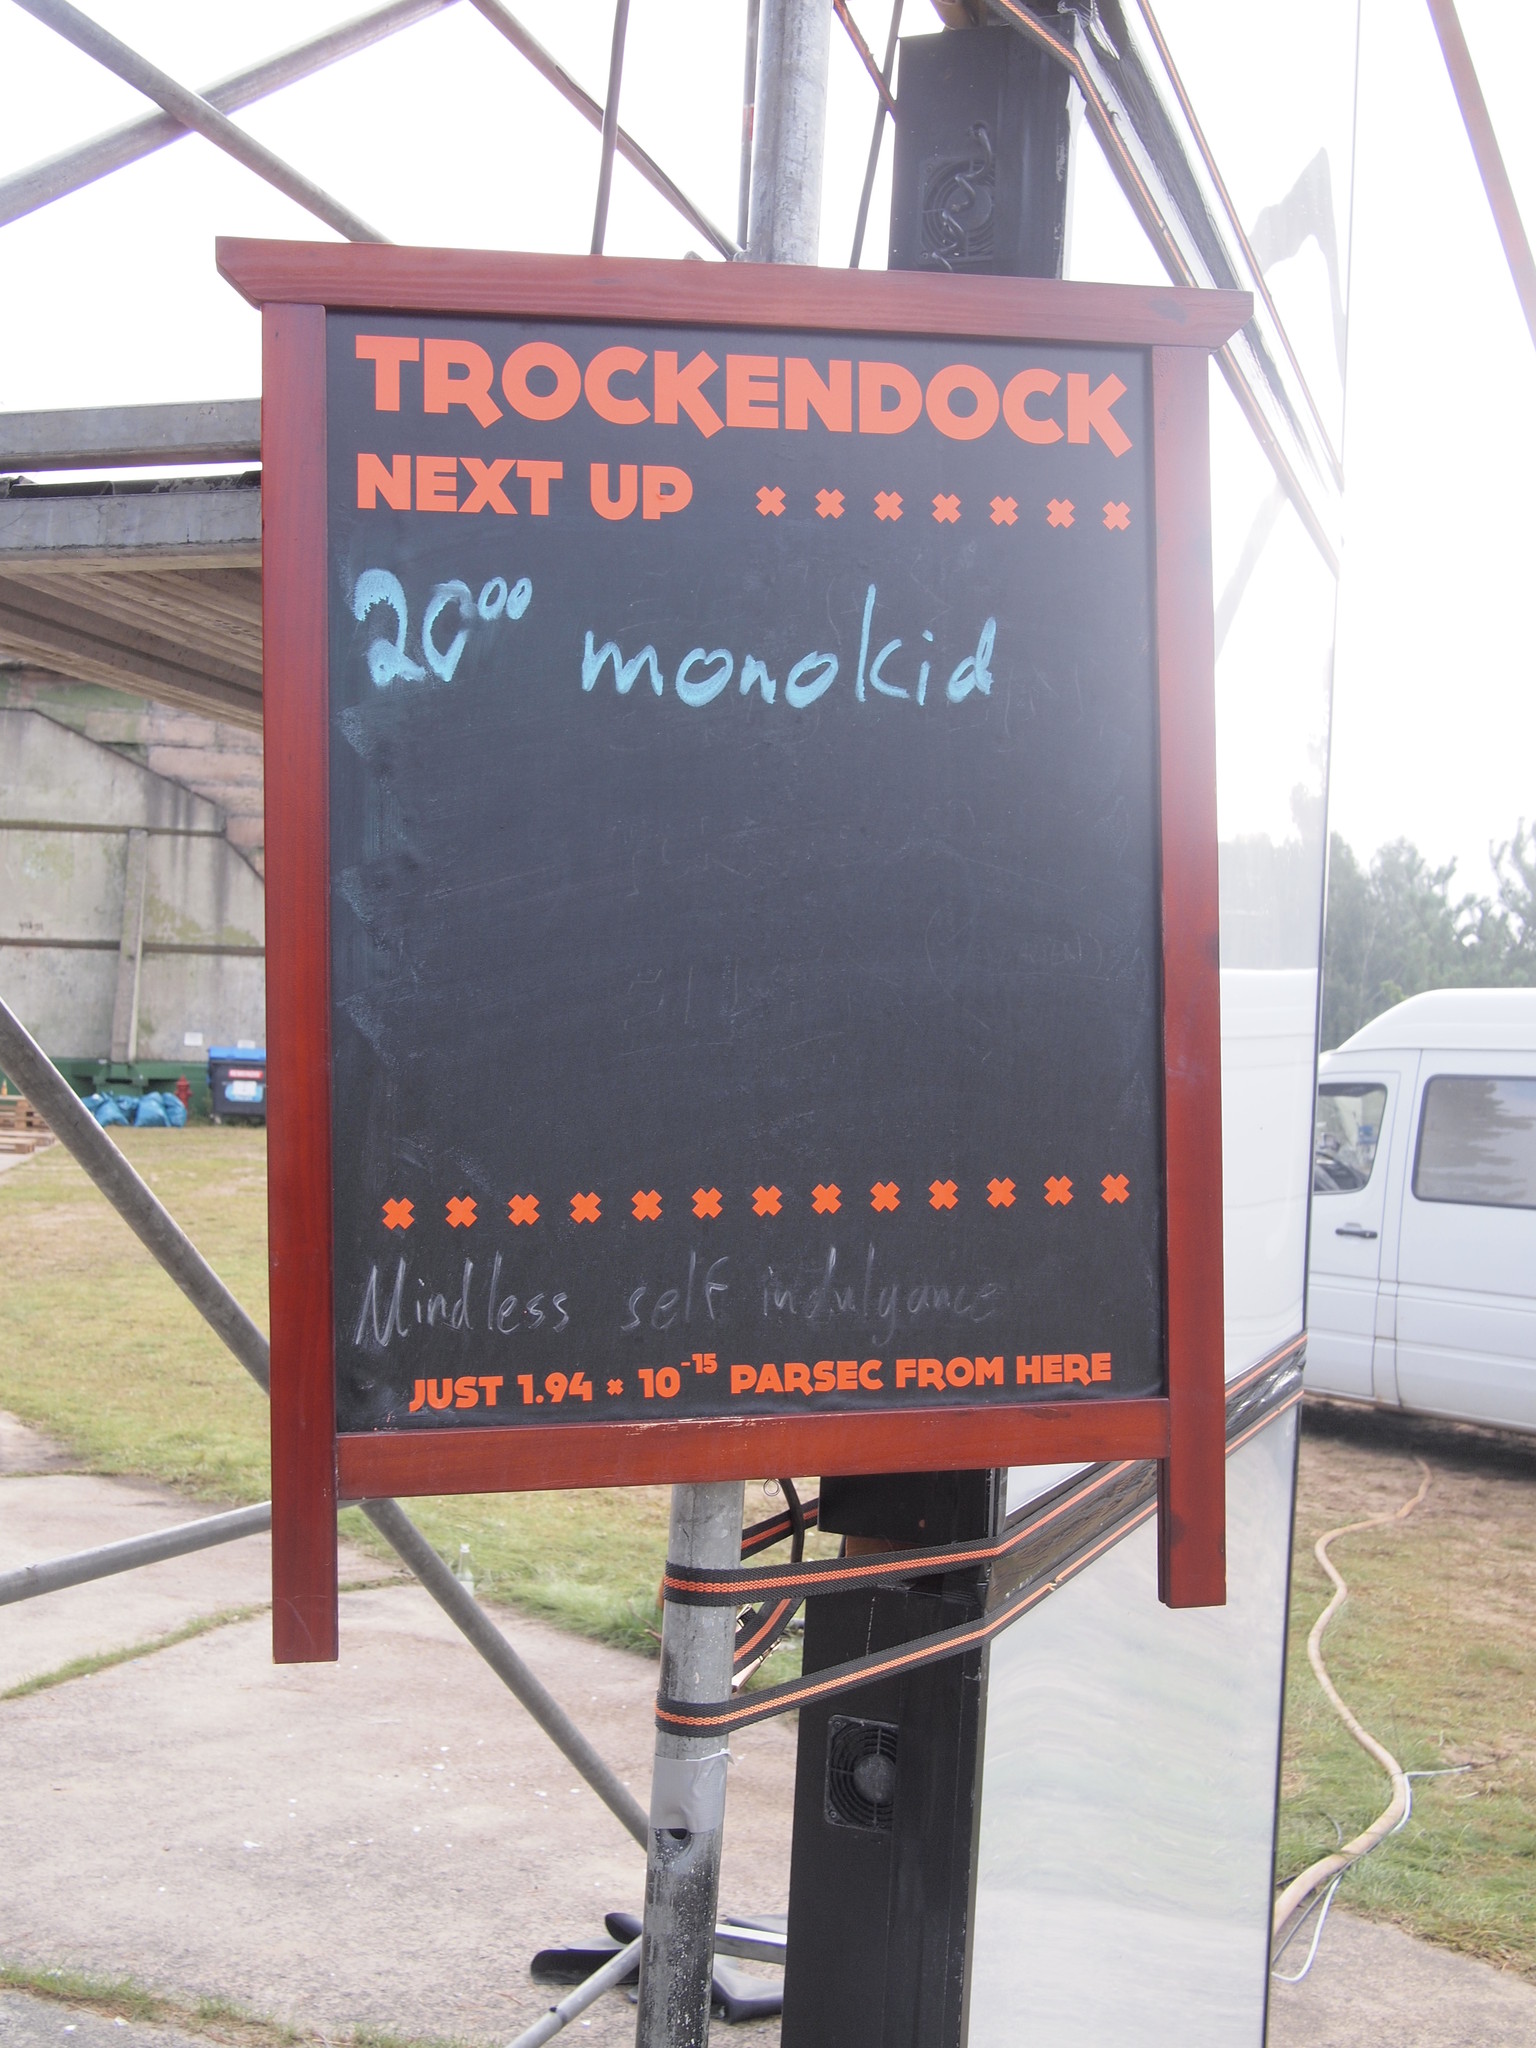 TROCKENDOCK
NEXT UP × × × × × × ×
20⁰⁰ monokid
× × × × × × × × × × × × ×
Mindless self indulgance
JUST 1.94 × 10⁻¹⁵ PARSEC FROM HERE